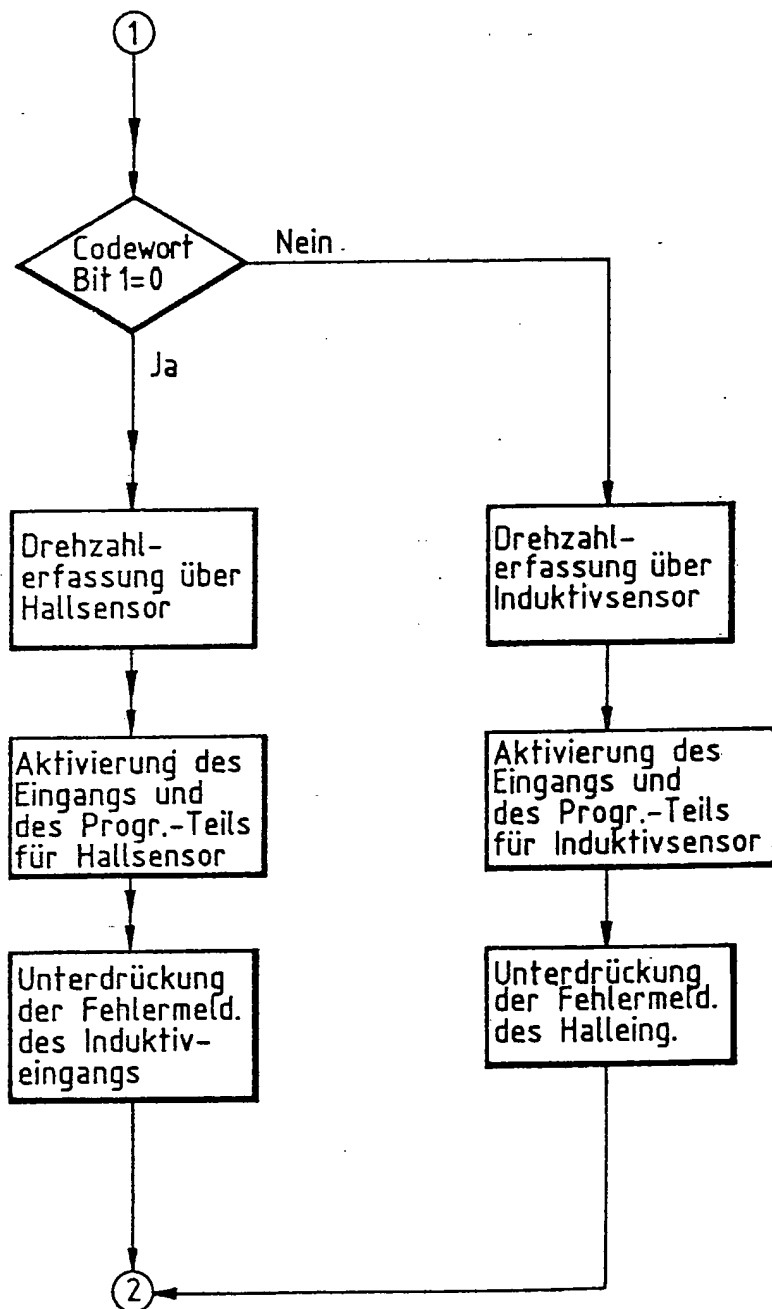 1
Codewort
Bit 1=0
Nein
Ja
Drehzahl-
erfassung über
Hallsensor
Drehzahl-
erfassung über
Induktivsensor
Aktivierung des
Eingangs und
des Progr.-Teils
für Hallsensor
Aktivierung des
Eingangs und
des Progr.-Teils
für Induktivsensor
Unterdrückung
der Fehlermeld.
des Induktiv-
eingangs
Unterdrückung
der Fehlermeld.
des Halleing.
2